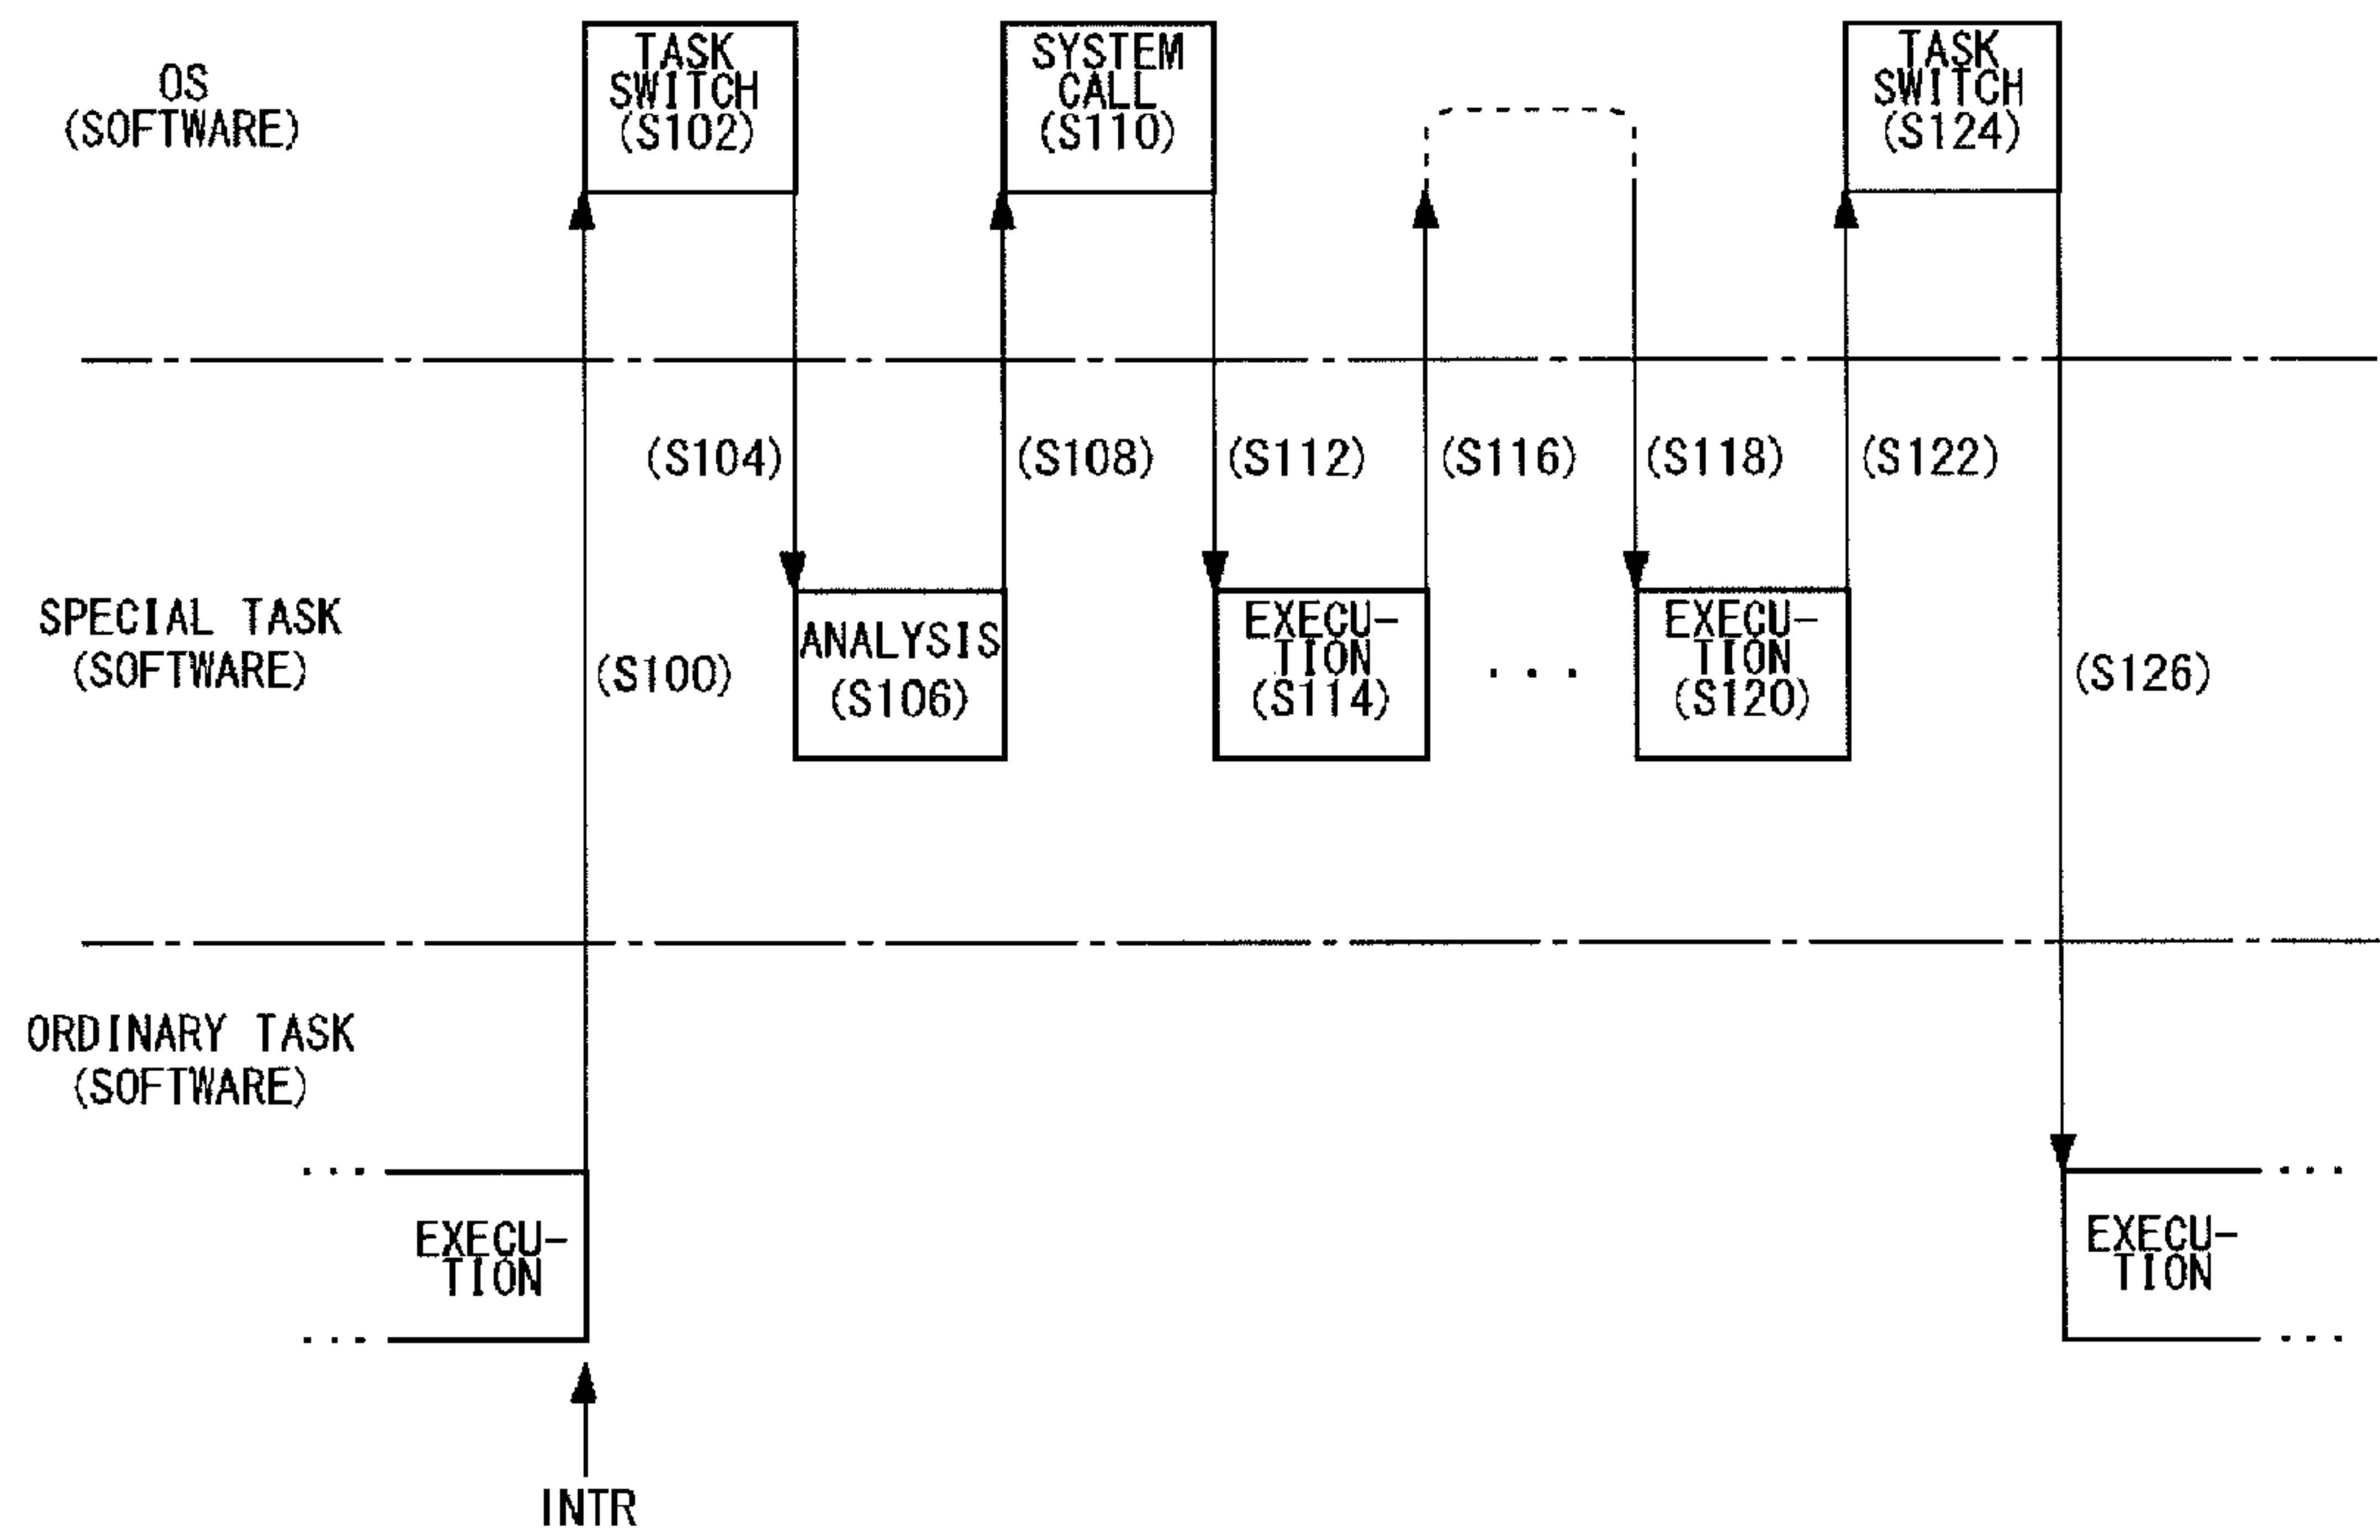 OS
(SOFTWARE)
TASK
SWITCH
(S102)
SYSTEM
CALL
(S110)
TASK
SWITCH
(S124)
(S104)
(S108)
(S112)
(S116)
(S118)
(S122)
SPECIAL TASK
(SOFTWARE)
(S100)
ANALYSIS
(S106)
EXECU-
TION
(S114)
...
EXECU-
TION
(S120)
(S126)
ORDINARY TASK
(SOFTWARE)
... ...
EXECU-
TION
EXECU-
TION
... ...
INTR